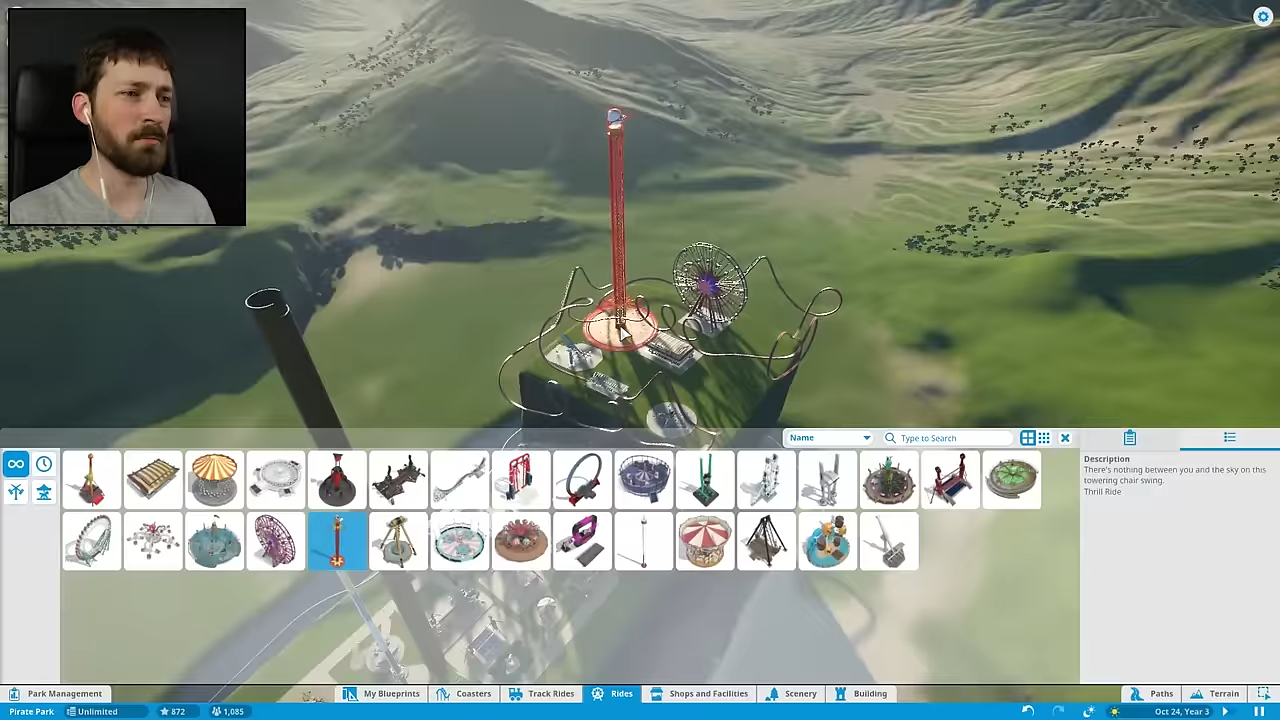 Name
Type to Search
Description
There's nothing between you and the sky on this
towering chair swing.
Thrill Ride
Park Management
My Blueprints
Coasters
Track Rides
Rides
Shops and Facilities
Scenery
Building
Paths
Terrain
Pirate Park
Unlimited
872
1,085
Oct 24, Year 3